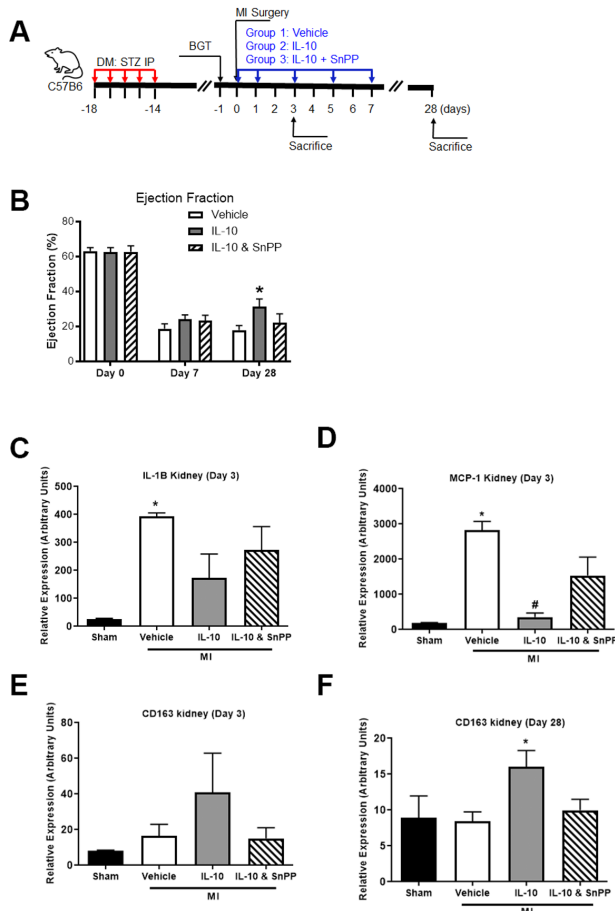 A
MI Surgery
Group 1: Vehicle
Group 2: IL-10
Group 3: IL-10 + SnPP
BGT
DM: STZ IP
C57B6
-18 -14 -1 0 1 2 3 4 5 6 7 28 (days)
Sacrifice
Sacrifice
B
Ejection Fraction
Vehicle
IL-10
IL-10 & SnPP
Ejection Fraction (%)
80
60
40
20
0
Day 0 Day 7 Day 28
*
C
IL-1B Kidney (Day 3)
Relative Expression (Arbitrary Units)
500
400
300
200
100
0
*
Sham Vehicle IL-10 IL-10 & SnPP
MI
D
MCP-1 Kidney (Day 3)
Relative Expression (Arbitrary Units)
4000
3000
2000
1000
0
*
#
Sham Vehicle IL-10 IL-10 & SnPP
MI
E
CD163 kidney (Day 3)
Relative Expression (Arbitrary Units)
80
60
40
20
0
Sham Vehicle IL-10 IL-10 & SnPP
MI
F
CD163 kidney (Day 28)
Relative Expression (Arbitrary Units)
20
15
10
5
0
*
Sham Vehicle IL-10 IL-10 & SnPP
MI